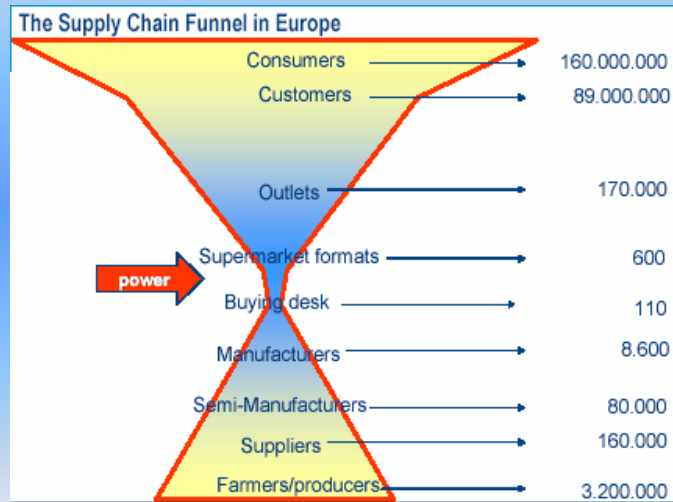 The Supply Chain Funnel in Europe
Consumers 160.000.000
Customers 89.000.000
Outlets 170.000
Supermarket formats 600
power
Buying desk 110
Manufacturers 8.600
Semi-Manufacturers 80.000
Suppliers 160.000
Farmers/producers 3.200.000